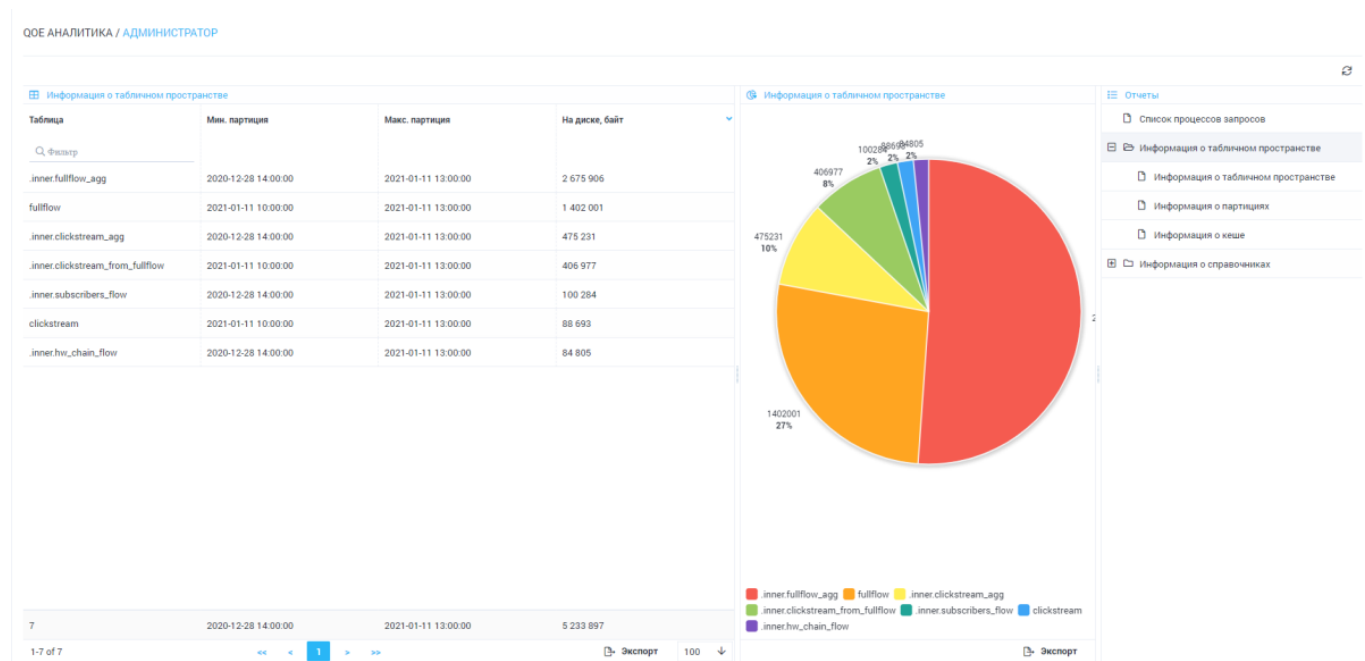 QOE АНАЛИТИКА / АДМИНИСТРАТОР
Информация о табличном пространстве
Таблица Мин. партиция Макс. партиция На диске, байт
Фильтр
.inner.fullflow_agg 2020-12-28 14:00:00 2021-01-11 13:00:00 2 675 906
fullflow 2021-01-11 10:00:00 2021-01-11 13:00:00 1 402 001
.inner.clickstream_agg 2020-12-28 14:00:00 2021-01-11 13:00:00 475 231
.inner.clickstream_from_fullflow 2021-01-11 10:00:00 2021-01-11 13:00:00 406 977
.inner.subscribers_flow 2020-12-28 14:00:00 2021-01-11 13:00:00 100 284
clickstream 2021-01-11 10:00:00 2021-01-11 13:00:00 88 693
.inner.hw_chain_flow 2020-12-28 14:00:00 2021-01-11 13:00:00 84 805
7 2020-12-28 14:00:00 2021-01-11 13:00:00 5 233 897
1-7 of 7 << < 1 > >> Экспорт 100
Информация о табличном пространстве
100284 88693 84805
2% 2% 2%
406977
8%
475231
10%
2
1402001
27%
.inner.fullflow_agg fullflow .inner.clickstream_agg
.inner.clickstream_from_fullflow .inner.subscribers_flow clickstream
.inner.hw_chain_flow
Экспорт
Отчеты
Список процессов запросов
Информация о табличном пространстве
Информация о табличном пространстве
Информация о партициях
Информация о кеше
Информация о справочниках